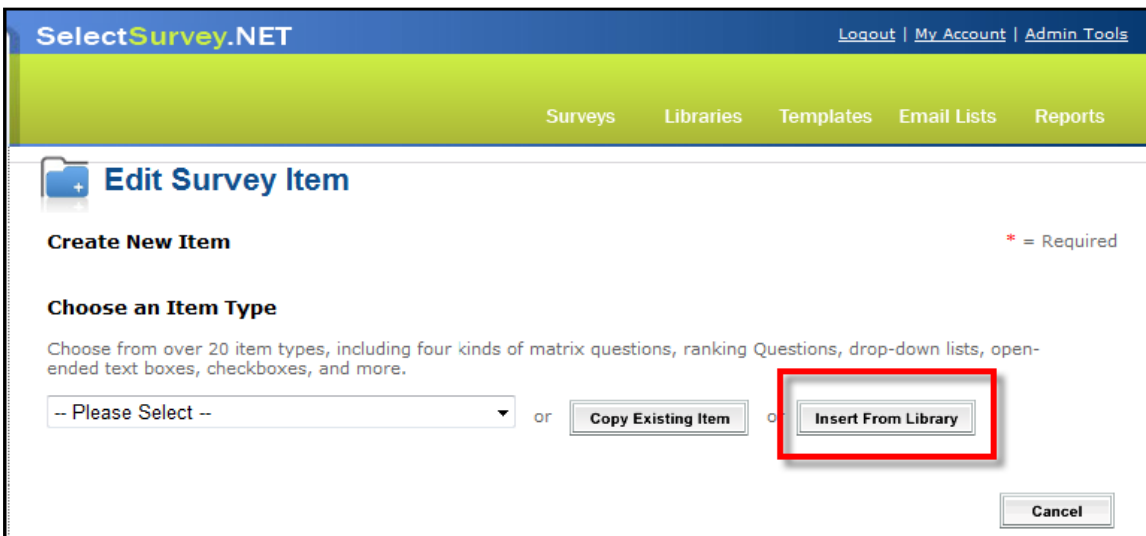 SelectSurvey.NET
Logout | My Account | Admin Tools
Surveys Libraries Templates Email Lists Reports
Edit Survey Item
Create New Item
* = Required
Choose an Item Type
Choose from over 20 item types, including four kinds of matrix questions, ranking Questions, drop-down lists, open-
ended text boxes, checkboxes, and more.
-- Please Select -- or Copy Existing Item or Insert From Library
Cancel